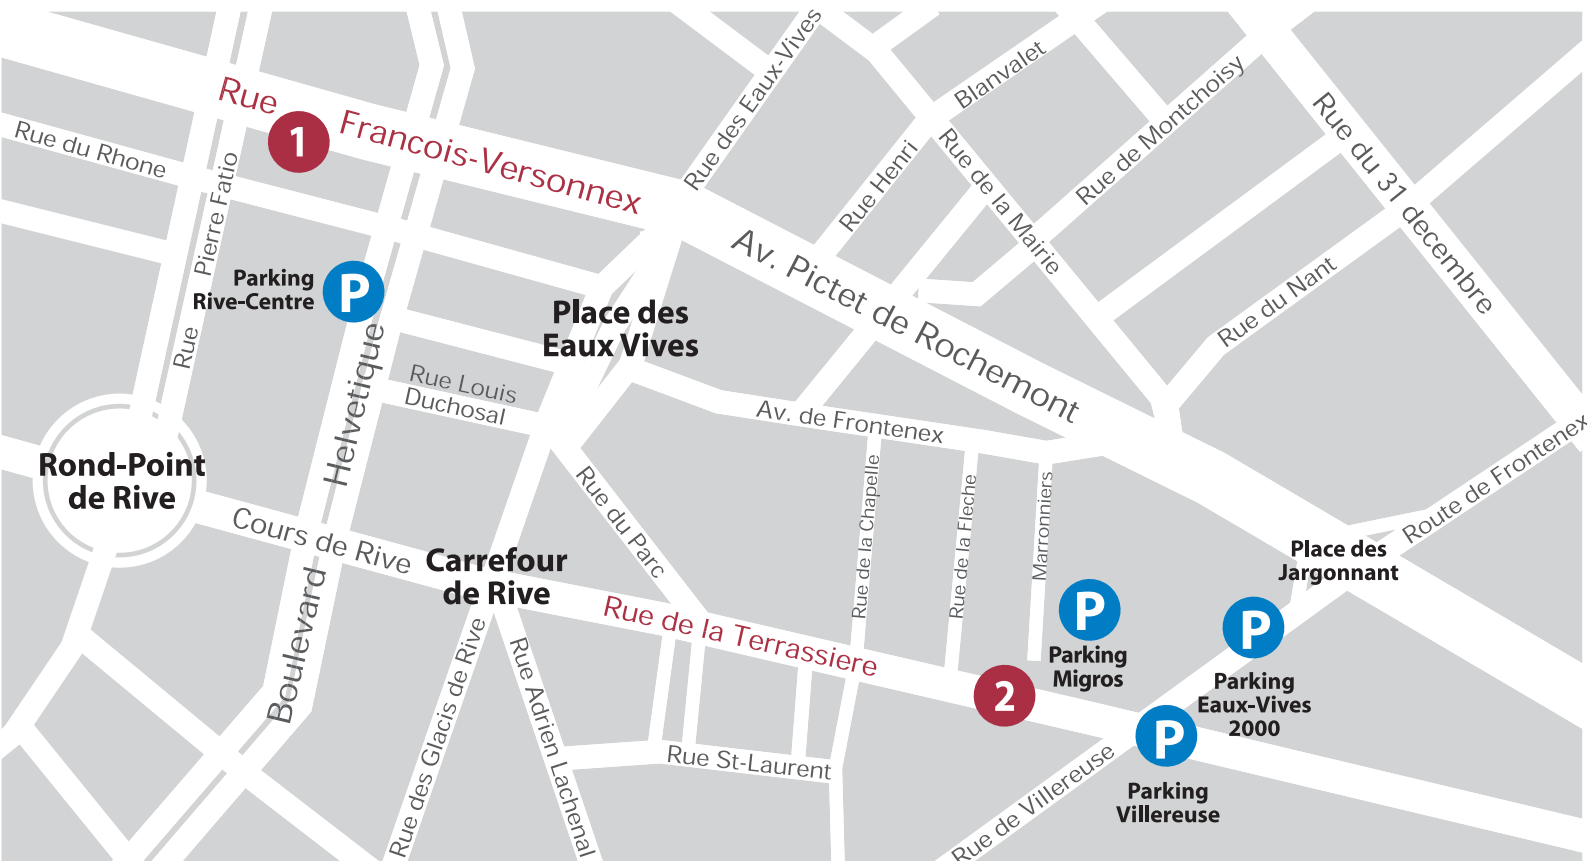 Rue
1
Francois-Versonnex
Rue du Rhone
Rue Pierre Fatio
Parking
Rive-Centre
P
Rue des Eaux-Vives
Blanvalet
Rue Henri
Rue de la Mairie
Rue de Montchoisy
Rue du 31 decembre
Rue du Nant
Av. Pictet de Rochemont
Place des
Eaux Vives
Rue Louis
Duchosal
Boulevard Helvetique
Av. de Frontenex
Route de Frontenex
Rond-Point
de Rive
Cours de Rive
Carrefour
de Rive
Rue du Parc
Rue de la Chapelle
Rue de la Fleche
Marronniers
Place des
Jargonnant
Rue de la Terrassiere
P
Parking
Migros
P
Parking
Eaux-Vives
2000
2
P
Parking
Villereuse
Rue des Glacis de Rive
Rue Adrien Lachenal
Rue St-Laurent
Rue de Villereuse